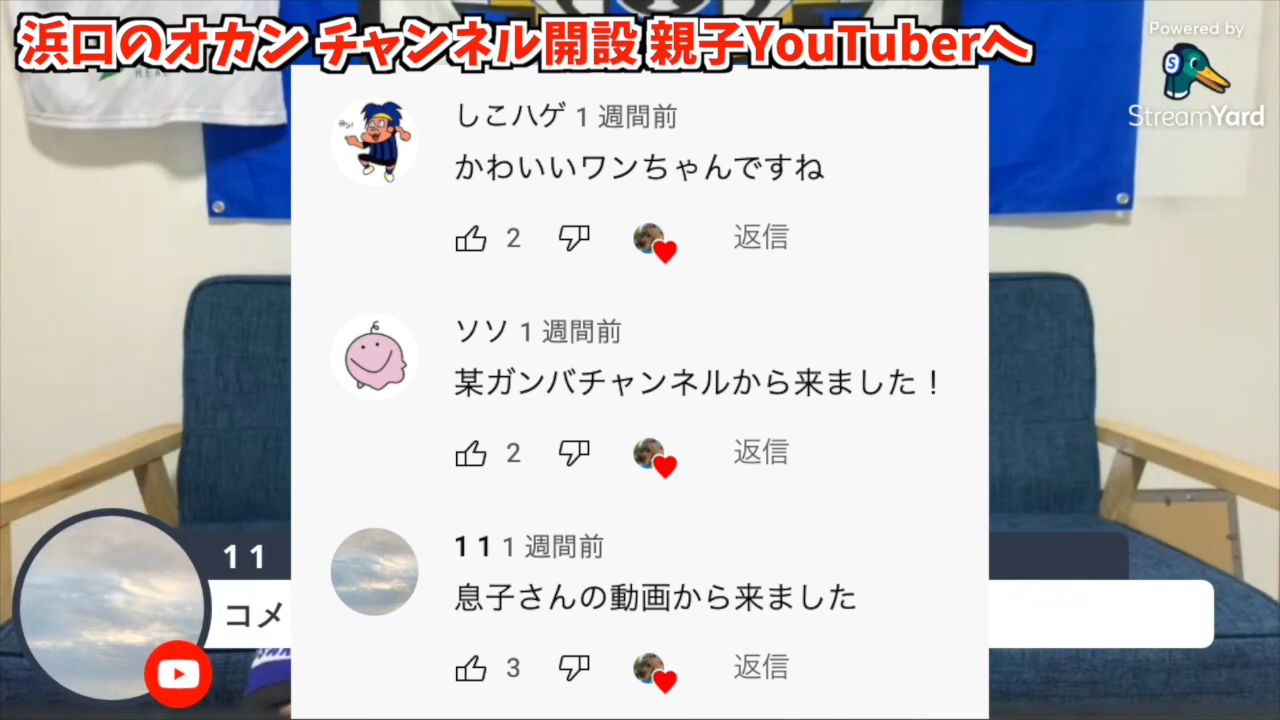 浜口のオカン チャンネル開設 親子YouTuberへ
Powered by
StreamYard
しこハゲ 1 週間前
かわいいワンちゃんですね
2
返信
ソソ 1 週間前
某ガンバチャンネルから来ました！
2
返信
1 1 1 週間前
息子さんの動画から来ました
3
返信
1 1
コメ